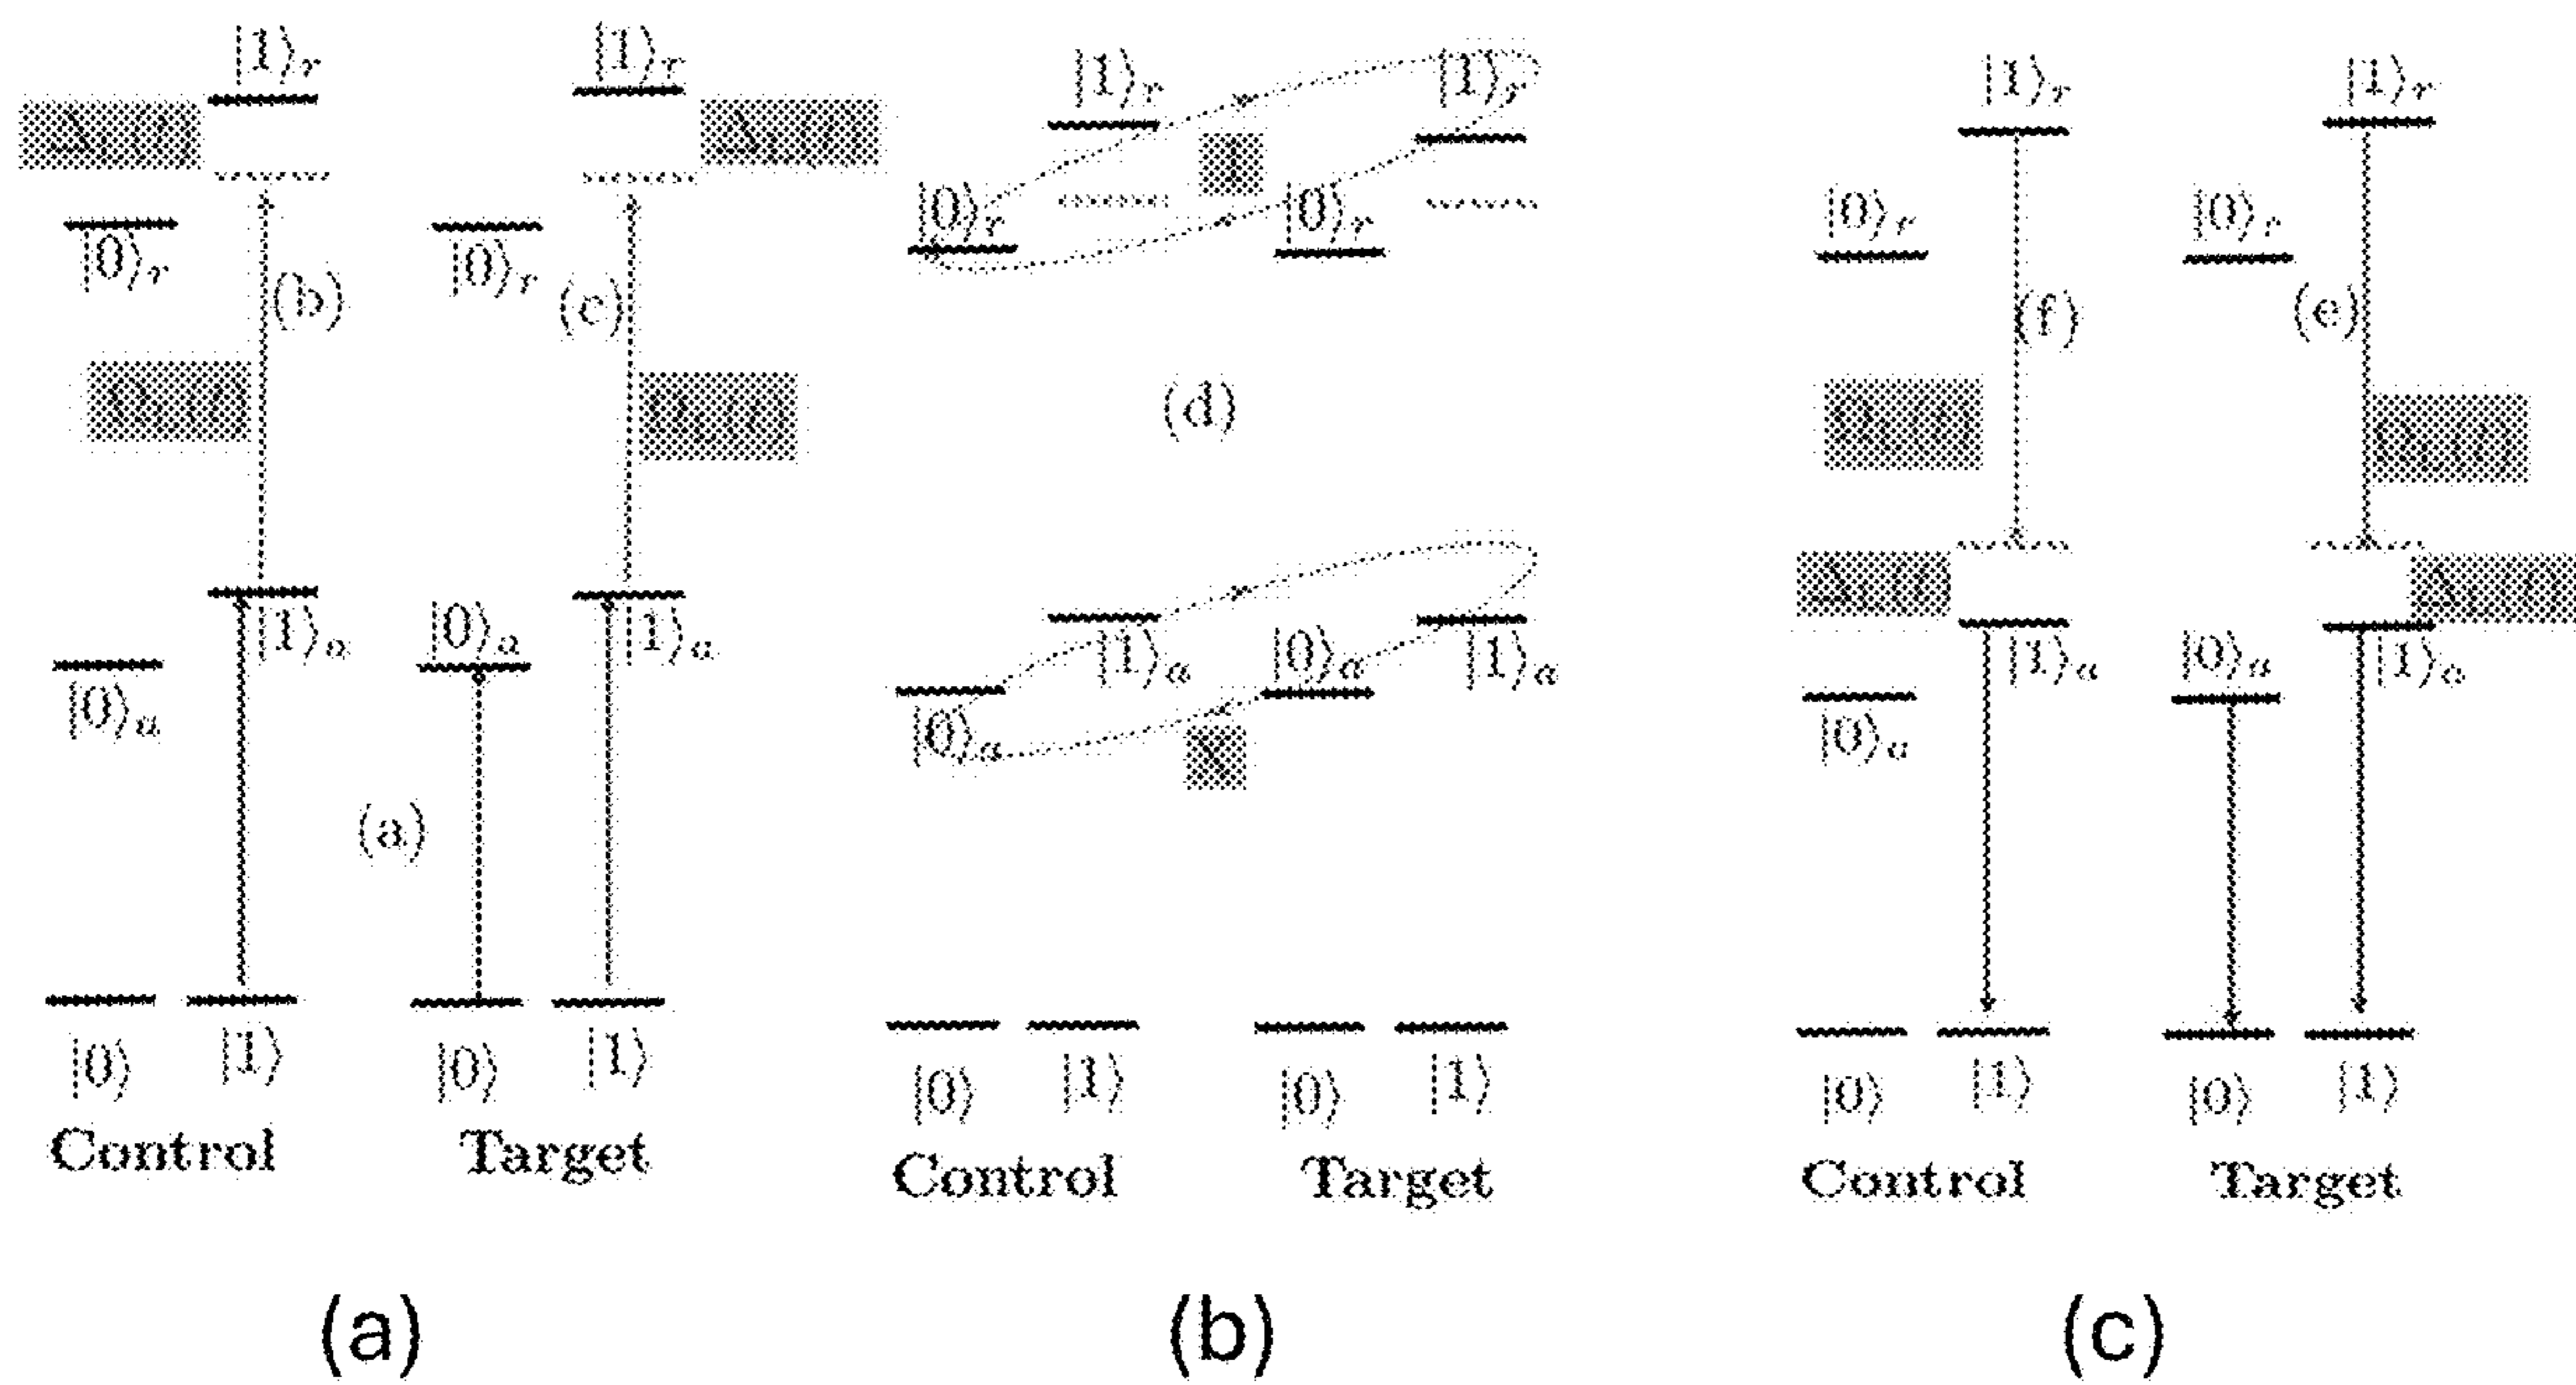 |1⟩r |1⟩r
|0⟩r |0⟩r
(b) (c)
|1⟩a |0⟩a |1⟩a
|0⟩a
(a)
|0⟩ |1⟩ |0⟩ |1⟩
Control Target
(a)
|1⟩r |1⟩r
|0⟩r |0⟩r
(d)
|1⟩a |0⟩a |1⟩a
|0⟩a
|0⟩ |1⟩ |0⟩ |1⟩
Control Target
(b)
|1⟩r |1⟩r
|0⟩r |0⟩r
(f) (e)
|1⟩a |0⟩a |1⟩a
|0⟩a
|0⟩ |1⟩ |0⟩ |1⟩
Control Target
(c)